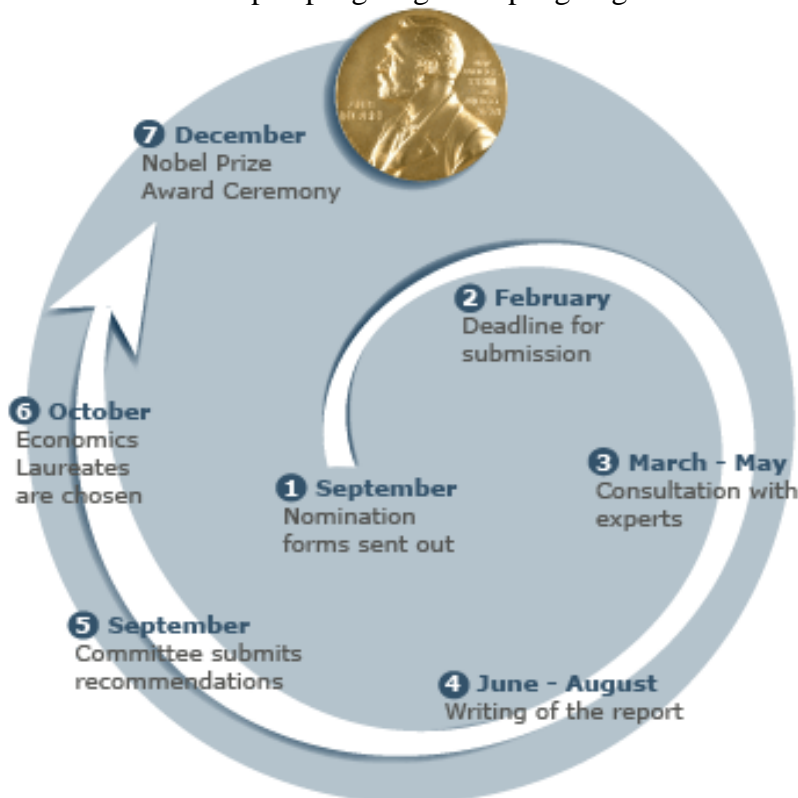 1 September
Nomination
forms sent out
2 February
Deadline for
submission
3 March - May
Consultation with
experts
4 June - August
Writing of the report
5 September
Committee submits
recommendations
6 October
Economics
Laureates
are chosen
7 December
Nobel Prize
Award Ceremony